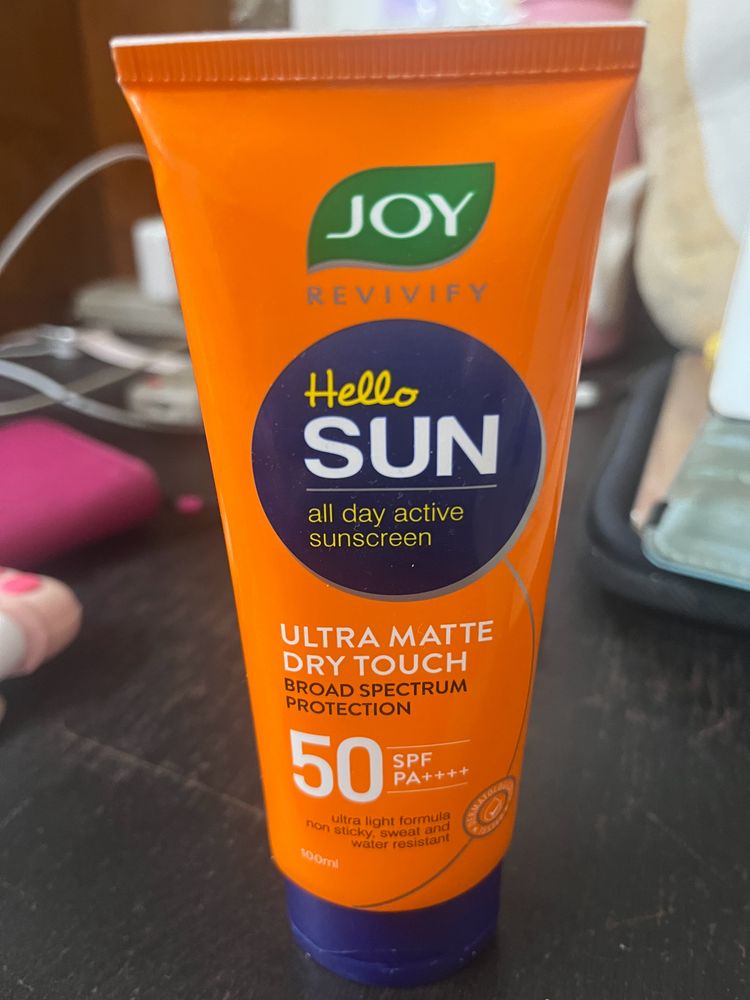 JOY
REVIVIFY
Hello
SUN
all day active
sunscreen
ULTRA MATTE
DRY TOUCH
BROAD SPECTRUM
PROTECTION
50 SPF
PA++++
ultra light formula
non sticky, sweat and
water resistant
100ml